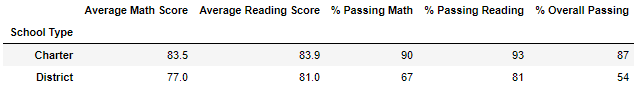 Average Math Score Average Reading Score % Passing Math % Passing Reading % Overall Passing
School Type
Charter 83.5 83.9 90 93 87
District 77.0 81.0 67 81 54